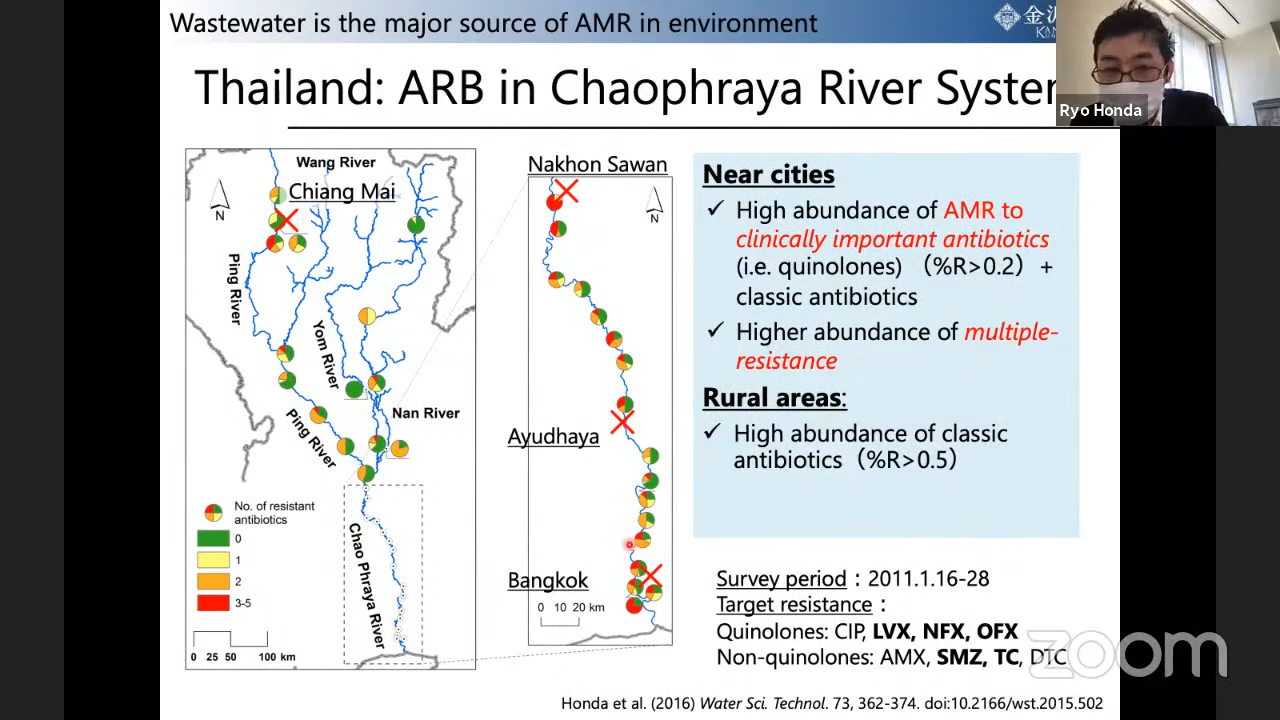 Wastewater is the major source of AMR in environment
Thailand: ARB in Chaophraya River System
Ryo Honda
Wang River
Chiang Mai
N
Ping River
Yom River
Nan River
Ping River
No. of resistant
antibiotics
0
1
2
3-5
Chao Phraya River
0 25 50 100 km
Nakhon Sawan
N
Ayudhaya
Bangkok
0 10 20 km
Near cities
✓ High abundance of AMR to
clinically important antibiotics
(i.e. quinolones) (%R>0.2) +
classic antibiotics
✓ Higher abundance of multiple-
resistance
Rural areas:
✓ High abundance of classic
antibiotics (%R>0.5)
Survey period : 2011.1.16-28
Target resistance :
Quinolones: CIP, LVX, NFX, OFX
Non-quinolones: AMX, SMZ, TC, DTC
zoom
Honda et al. (2016) Water Sci. Technol. 73, 362-374. doi:10.2166/wst.2015.502